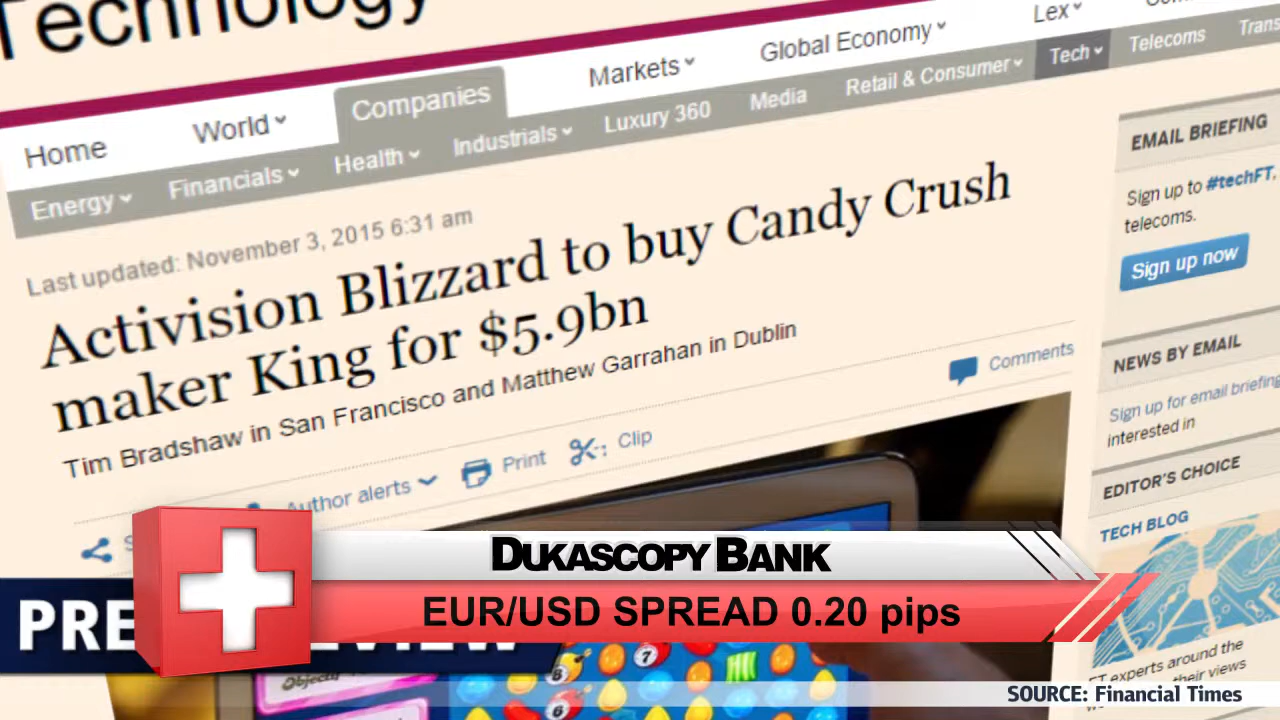 Technology
Home World Companies Markets Global Economy Lex
Energy Financials Health Industrials Luxury 360 Media Retail & Consumer Tech Telecoms
Last updated: November 3, 2015 6:31 am
Activision Blizzard to buy Candy Crush
maker King for $5.9bn
Tim Bradshaw in San Francisco and Matthew Garrahan in Dublin
Comments
Author alerts Print Clip
EMAIL BRIEFING
Sign up to #techFT,
telecoms.
Sign up now
NEWS BY EMAIL
Sign up for email briefing
interested in
EDITOR'S CHOICE
TECH BLOG
FT experts around the
their views
DUKASCOPY BANK
EUR/USD SPREAD 0.20 pips
SOURCE: Financial Times